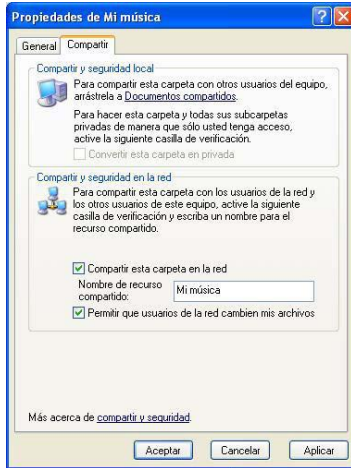 Propiedades de Mi música
General
Compartir
Compartir y seguridad local
Para compartir esta carpeta con otros usuarios del equipo,
arrástrela a Documentos compartidos.
Para hacer esta carpeta y todas sus subcarpetas
privadas de manera que sólo usted tenga acceso,
active la siguiente casilla de verificación.
Convertir esta carpeta en privada
Compartir y seguridad en la red
Para compartir esta carpeta con los usuarios de la red y
los otros usuarios de este equipo, active la siguiente
casilla de verificación y escriba un nombre para el
recurso compartido.
Compartir esta carpeta en la red
Nombre de recurso
compartido:
Mi música
Permitir que usuarios de la red cambien mis archivos
Más acerca de compartir y seguridad.
Aceptar
Cancelar
Aplicar